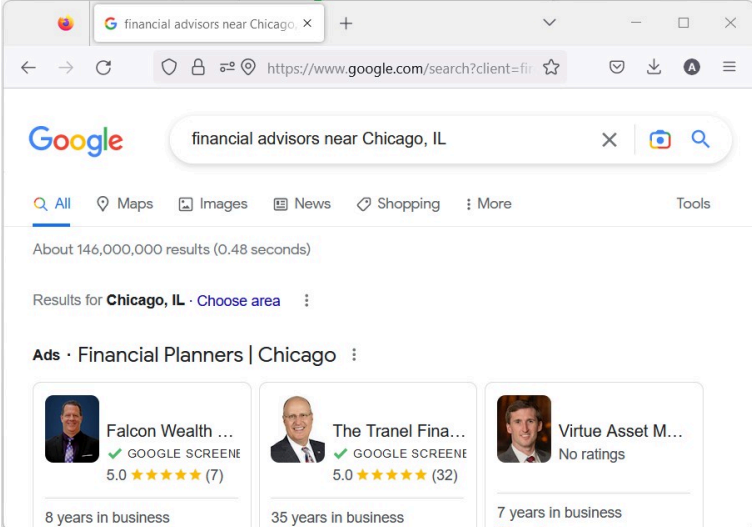 financial advisors near Chicago,
https://www.google.com/search?client=fin
A
Google
financial advisors near Chicago, IL
All Maps Images News Shopping More Tools
About 146,000,000 results (0.48 seconds)
Results for Chicago, IL · Choose area
Ads · Financial Planners | Chicago
Falcon Wealth ...
GOOGLE SCREENE
5.0 (7)
8 years in business
The Tranel Fina...
GOOGLE SCREENE
5.0 (32)
35 years in business
Virtue Asset M...
No ratings
7 years in business